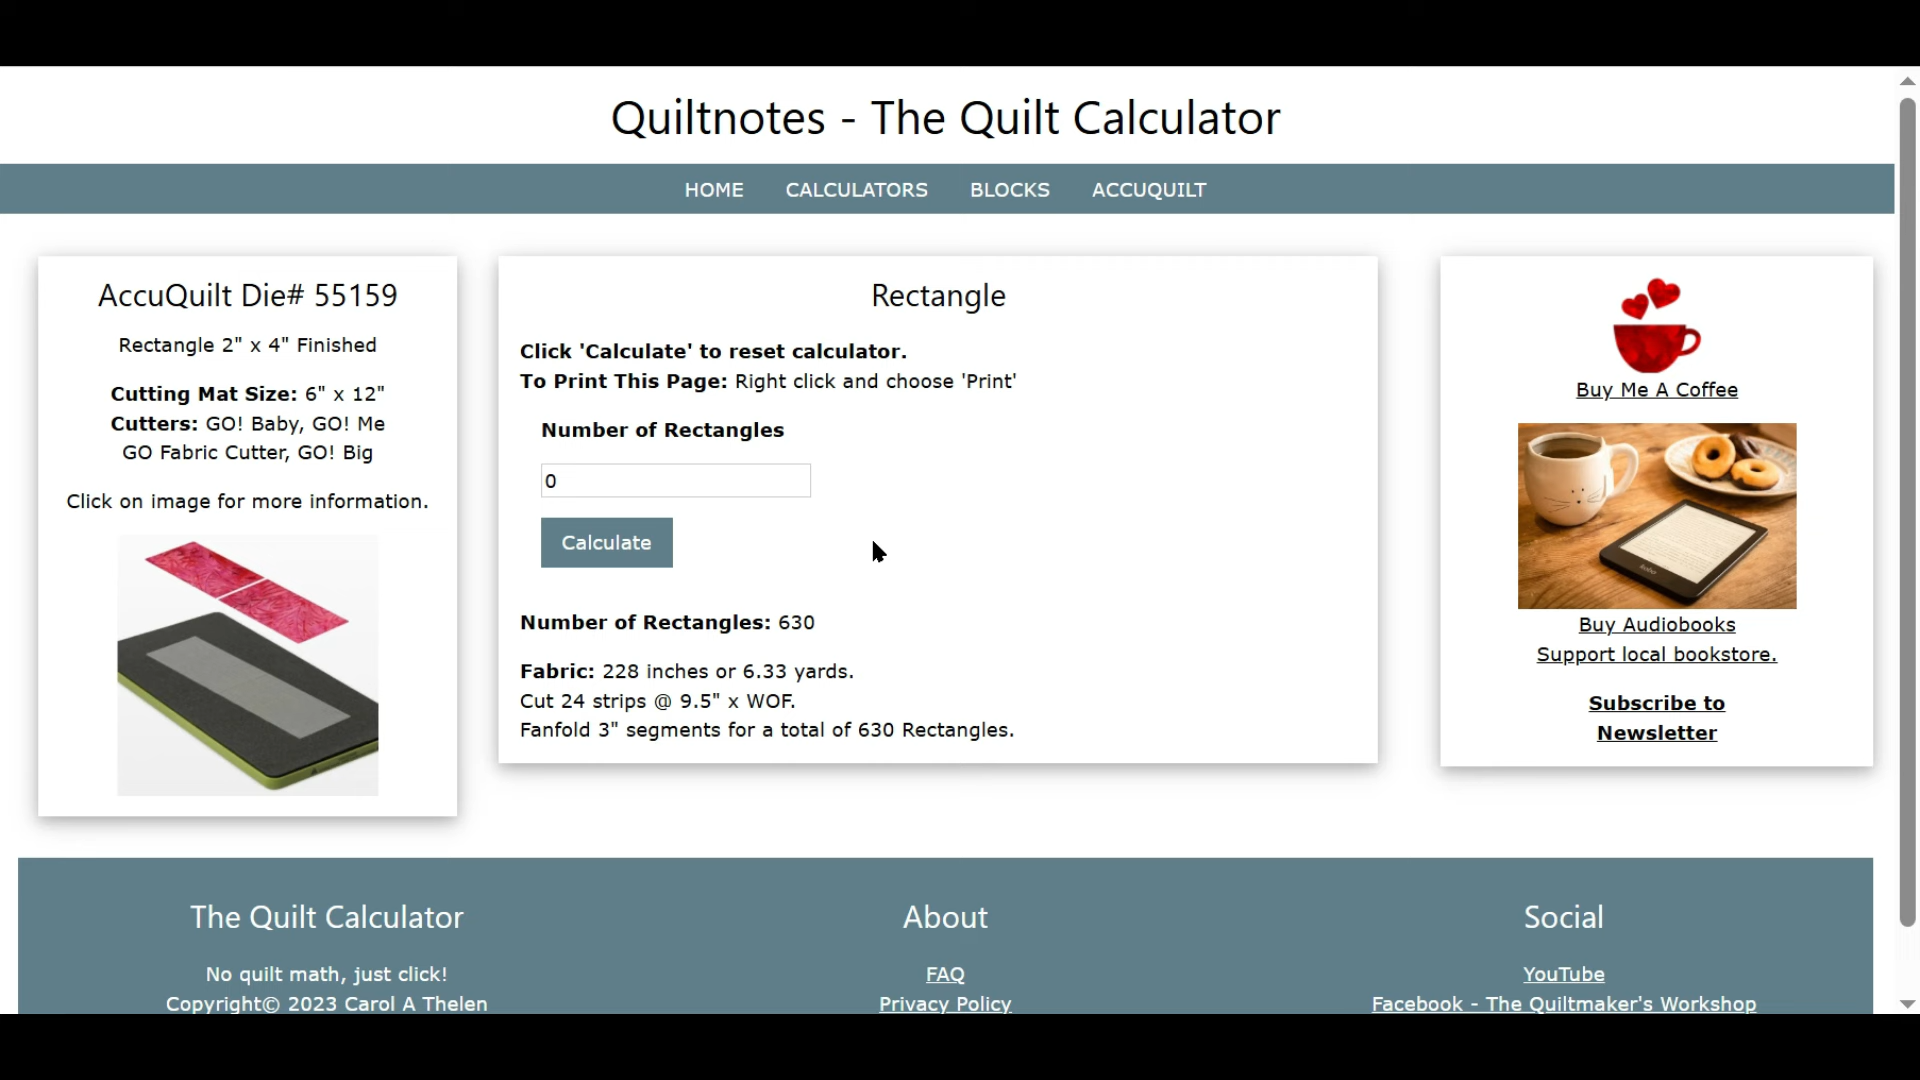 Quiltnotes - The Quilt Calculator
HOME CALCULATORS BLOCKS ACCUQUILT
AccuQuilt Die# 55159
Rectangle 2" x 4" Finished
Cutting Mat Size: 6" x 12"
Cutters: GO! Baby, GO! Me
GO Fabric Cutter, GO! Big
Click on image for more information.
Rectangle
Click 'Calculate' to reset calculator.
To Print This Page: Right click and choose 'Print'
Number of Rectangles
0
Calculate
Number of Rectangles: 630
Fabric: 228 inches or 6.33 yards.
Cut 24 strips @ 9.5" x WOF.
Fanfold 3" segments for a total of 630 Rectangles.
Buy Me A Coffee
kobo
Buy Audiobooks
Support local bookstore.
Subscribe to
Newsletter
The Quilt Calculator
No quilt math, just click!
Copyright© 2023 Carol A Thelen
About
FAQ
Privacy Policy
Social
YouTube
Facebook - The Quiltmaker's Workshop